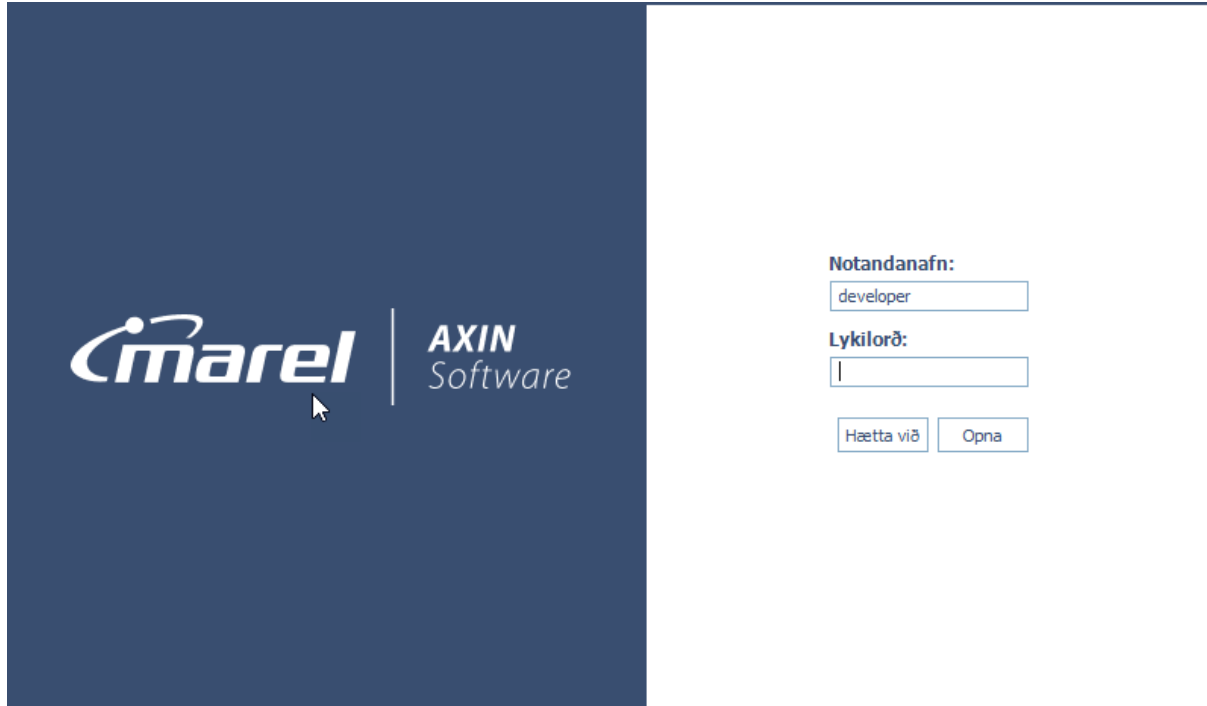 marel
AXIN
Software
Notandanafn:
developer
Lykilorð:
Hætta við
Opna